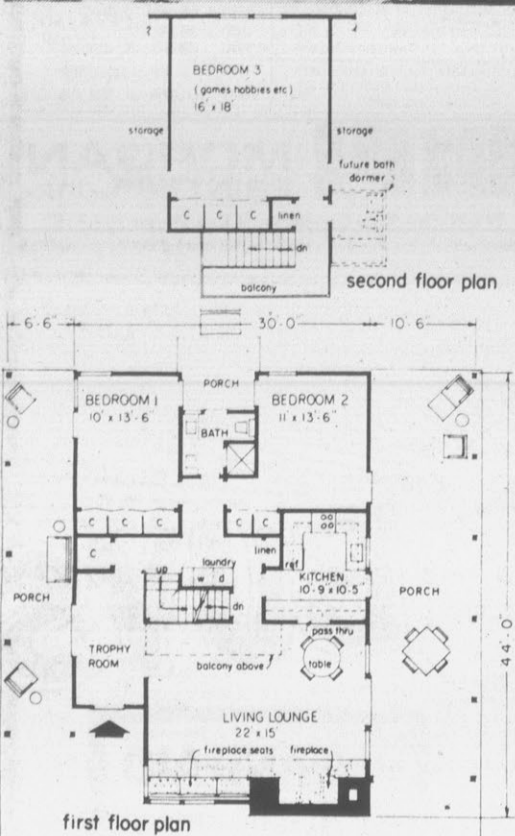 BEDROOM 3
(games hobbies etc)
16' x 18'
storage
storage
future bath
dormer
C
C
C
linen
dn
balcony
second floor plan
6'-6"
30'-0"
10'-6"
PORCH
BEDROOM 1
10' x 13'-6"
BEDROOM 2
11' x 13'-6"
BATH
C
C
C
C
C
C
linen
laundry
up
w
d
dn
ref
KITCHEN
10'-9 x 10'-5"
PORCH
PORCH
44'-0"
TROPHY
ROOM
balcony above
pass thru
table
LIVING LOUNGE
22' x 15'
fireplace seats
fireplace
first floor plan